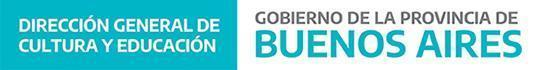 DIRECCIÓN GENERAL DE
CULTURA Y EDUCACIÓN
GOBIERNO DE LA PROVINCIA DE
BUENOS AIRES